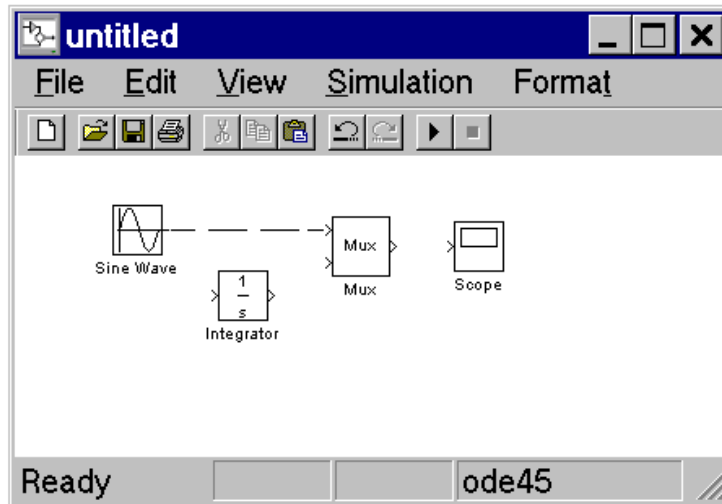 untitled
File Edit View Simulation Format
Mux
Sine Wave
1
s
Mux
Scope
Integrator
Ready ode45